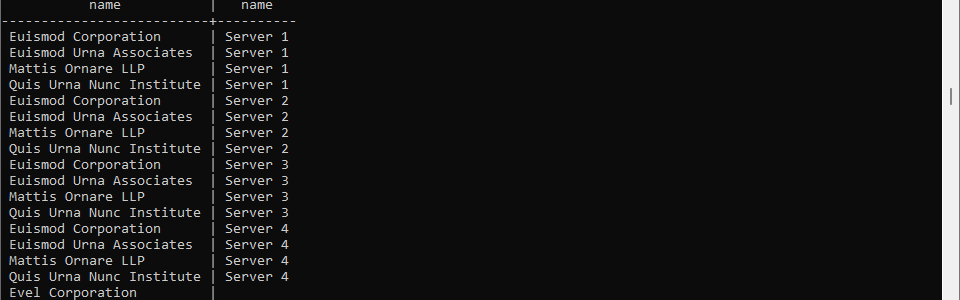 name | name
--------------------------+----------
Euismod Corporation | Server 1
Euismod Urna Associates | Server 1
Mattis Ornare LLP | Server 1
Quis Urna Nunc Institute | Server 1
Euismod Corporation | Server 2
Euismod Urna Associates | Server 2
Mattis Ornare LLP | Server 2
Quis Urna Nunc Institute | Server 2
Euismod Corporation | Server 3
Euismod Urna Associates | Server 3
Mattis Ornare LLP | Server 3
Quis Urna Nunc Institute | Server 3
Euismod Corporation | Server 4
Euismod Urna Associates | Server 4
Mattis Ornare LLP | Server 4
Quis Urna Nunc Institute | Server 4
Evel Corporation |